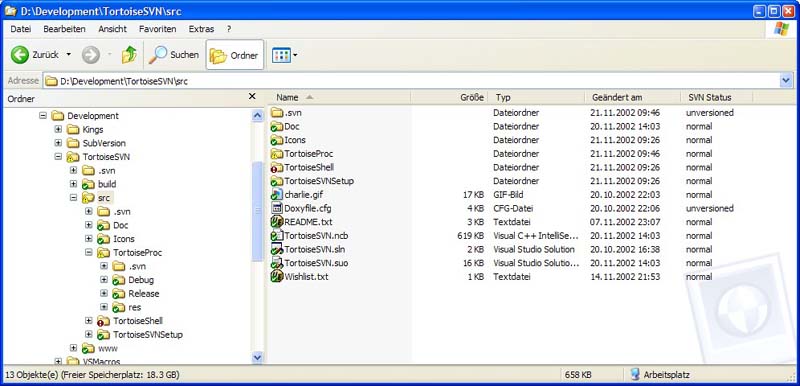 D:\Development\TortoiseSVN\src
Datei Bearbeiten Ansicht Favoriten Extras ?
Zurück Suchen Ordner
Adresse D:\Development\TortoiseSVN\src
Ordner
Development
Kings
SubVersion
TortoiseSVN
.svn
build
src
.svn
Doc
Icons
TortoiseProc
.svn
Debug
Release
res
TortoiseShell
TortoiseSVNSetup
www
VSMacros
Name Größe Typ Geändert am SVN Status
.svn Dateiordner 21.11.2002 09:46 unversioned
Doc Dateiordner 20.11.2002 14:03 normal
Icons Dateiordner 21.11.2002 09:26 normal
TortoiseProc Dateiordner 21.11.2002 09:46 normal
TortoiseShell Dateiordner 21.11.2002 09:26 normal
TortoiseSVNSetup Dateiordner 21.11.2002 09:26 normal
charlie.gif 17 KB GIF-Bild 20.10.2002 22:03 normal
Doxyfile.cfg 4 KB CFG-Datei 20.10.2002 22:06 unversioned
README.txt 3 KB Textdatei 07.11.2002 23:07 normal
TortoiseSVN.ncb 619 KB Visual C++ IntelliSe... 20.11.2002 14:03 normal
TortoiseSVN.sln 2 KB Visual Studio Solution 20.10.2002 16:38 normal
TortoiseSVN.suo 16 KB Visual Studio Solutio... 20.11.2002 14:03 normal
Wishlist.txt 1 KB Textdatei 14.11.2002 21:53 normal
13 Objekte(e) (Freier Speicherplatz: 18.3 GB) 658 KB Arbeitsplatz